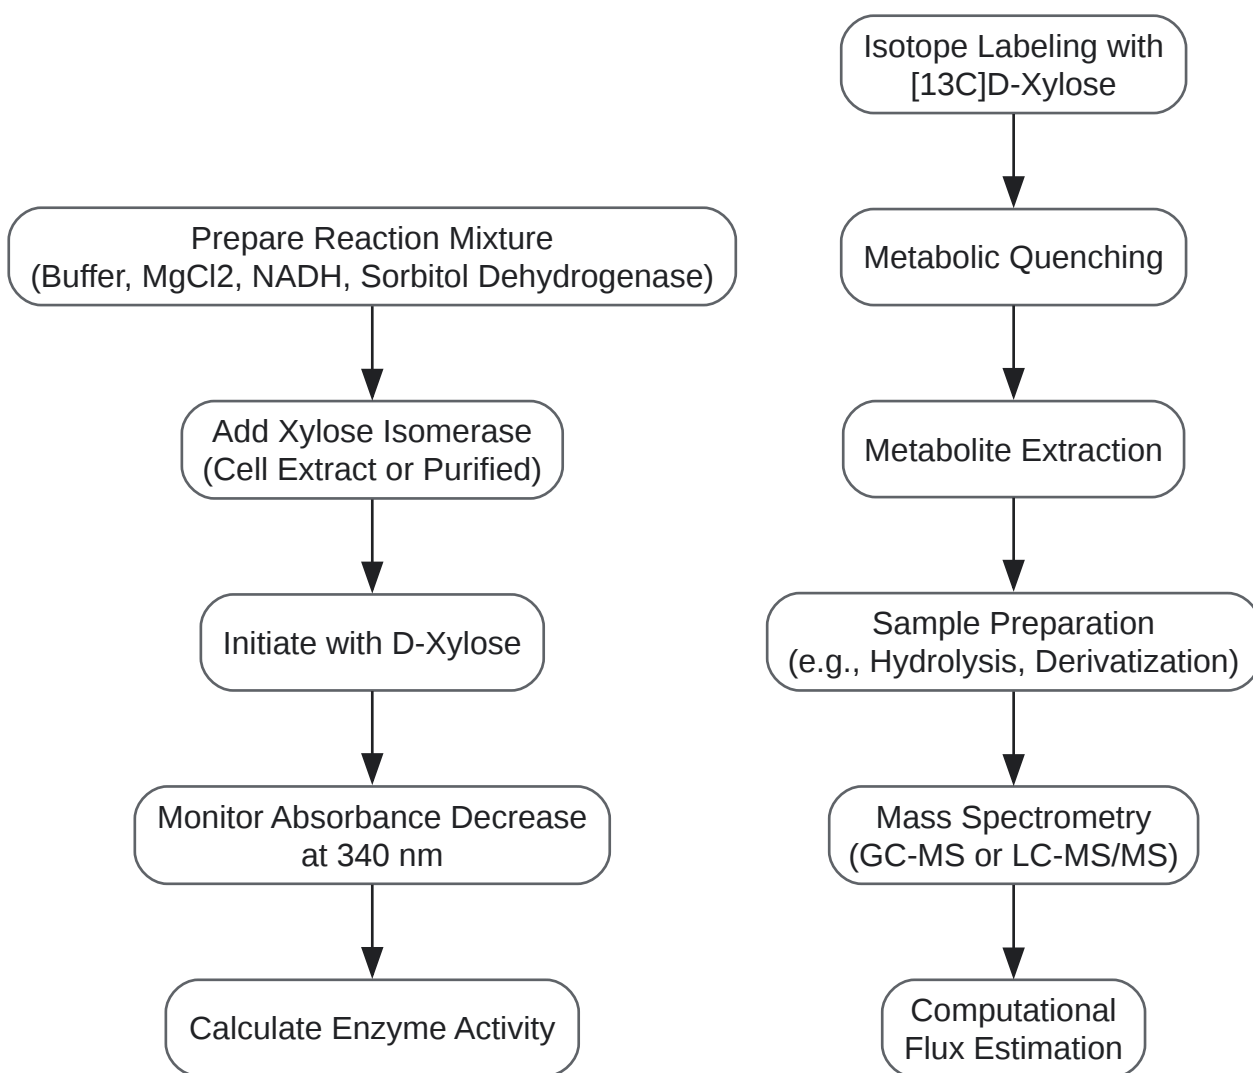 Prepare Reaction Mixture
(Buffer, MgCl2, NADH, Sorbitol Dehydrogenase)
Add Xylose Isomerase
(Cell Extract or Purified)
Initiate with D-Xylose
Monitor Absorbance Decrease
at 340 nm
Calculate Enzyme Activity
Isotope Labeling with
[13C]D-Xylose
Metabolic Quenching
Metabolite Extraction
Sample Preparation
(e.g., Hydrolysis, Derivatization)
Mass Spectrometry
(GC-MS or LC-MS/MS)
Computational
Flux Estimation